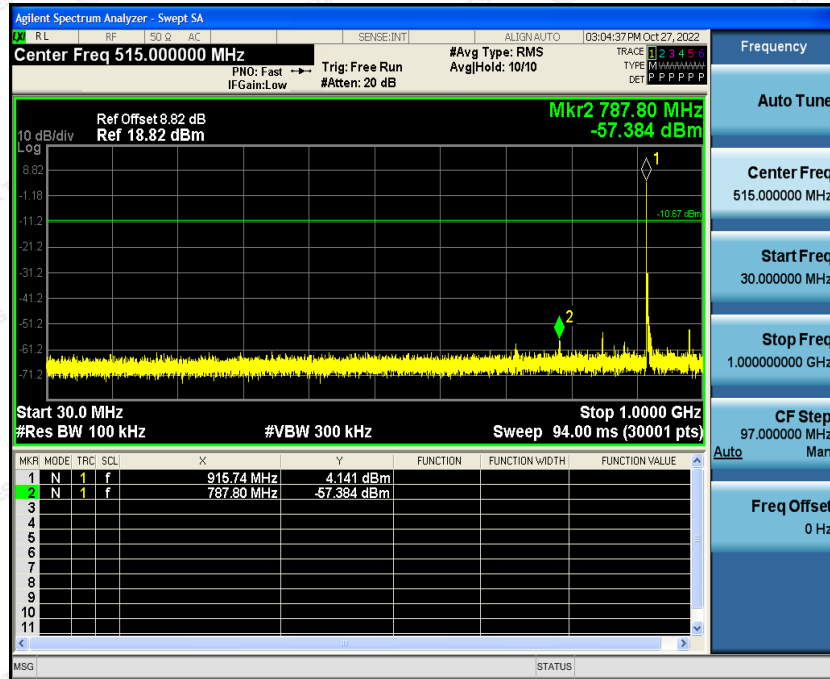 Agilent Spectrum Analyzer - Swept SA
LXI RL RF 50 Ω AC SENSE:INT ALIGN AUTO 03:04:37 PM Oct 27, 2022
Center Freq 515.000000 MHz #Avg Type: RMS TRACE 1 2 3 4 5 6
PNO: Fast Trig: Free Run Avg|Hold: 10/10 TYPE M
IFGain:Low #Atten: 20 dB DET P P P P P P
Mkr2 787.80 MHz
Ref Offset 8.82 dB
10 dB/div Ref 18.82 dBm -57.384 dBm
Log
1
8.82
-1.18
-10.67 dBm
-11.2
-21.2
-31.2
-41.2
2
-51.2
-61.2
-71.2
Start 30.0 MHz Stop 1.0000 GHz
#Res BW 100 kHz #VBW 300 kHz Sweep 94.00 ms (30001 pts)
MKR MODE TRC SCL X Y FUNCTION FUNCTION WIDTH FUNCTION VALUE
1 N 1 f 915.74 MHz 4.141 dBm
2 N 1 f 787.80 MHz -57.384 dBm
3
4
5
6
7
8
9
10
11
MSG STATUS
Frequency
Auto Tune
Center Freq
515.000000 MHz
Start Freq
30.000000 MHz
Stop Freq
1.000000000 GHz
CF Step
97.000000 MHz
Auto Man
Freq Offset
0 Hz